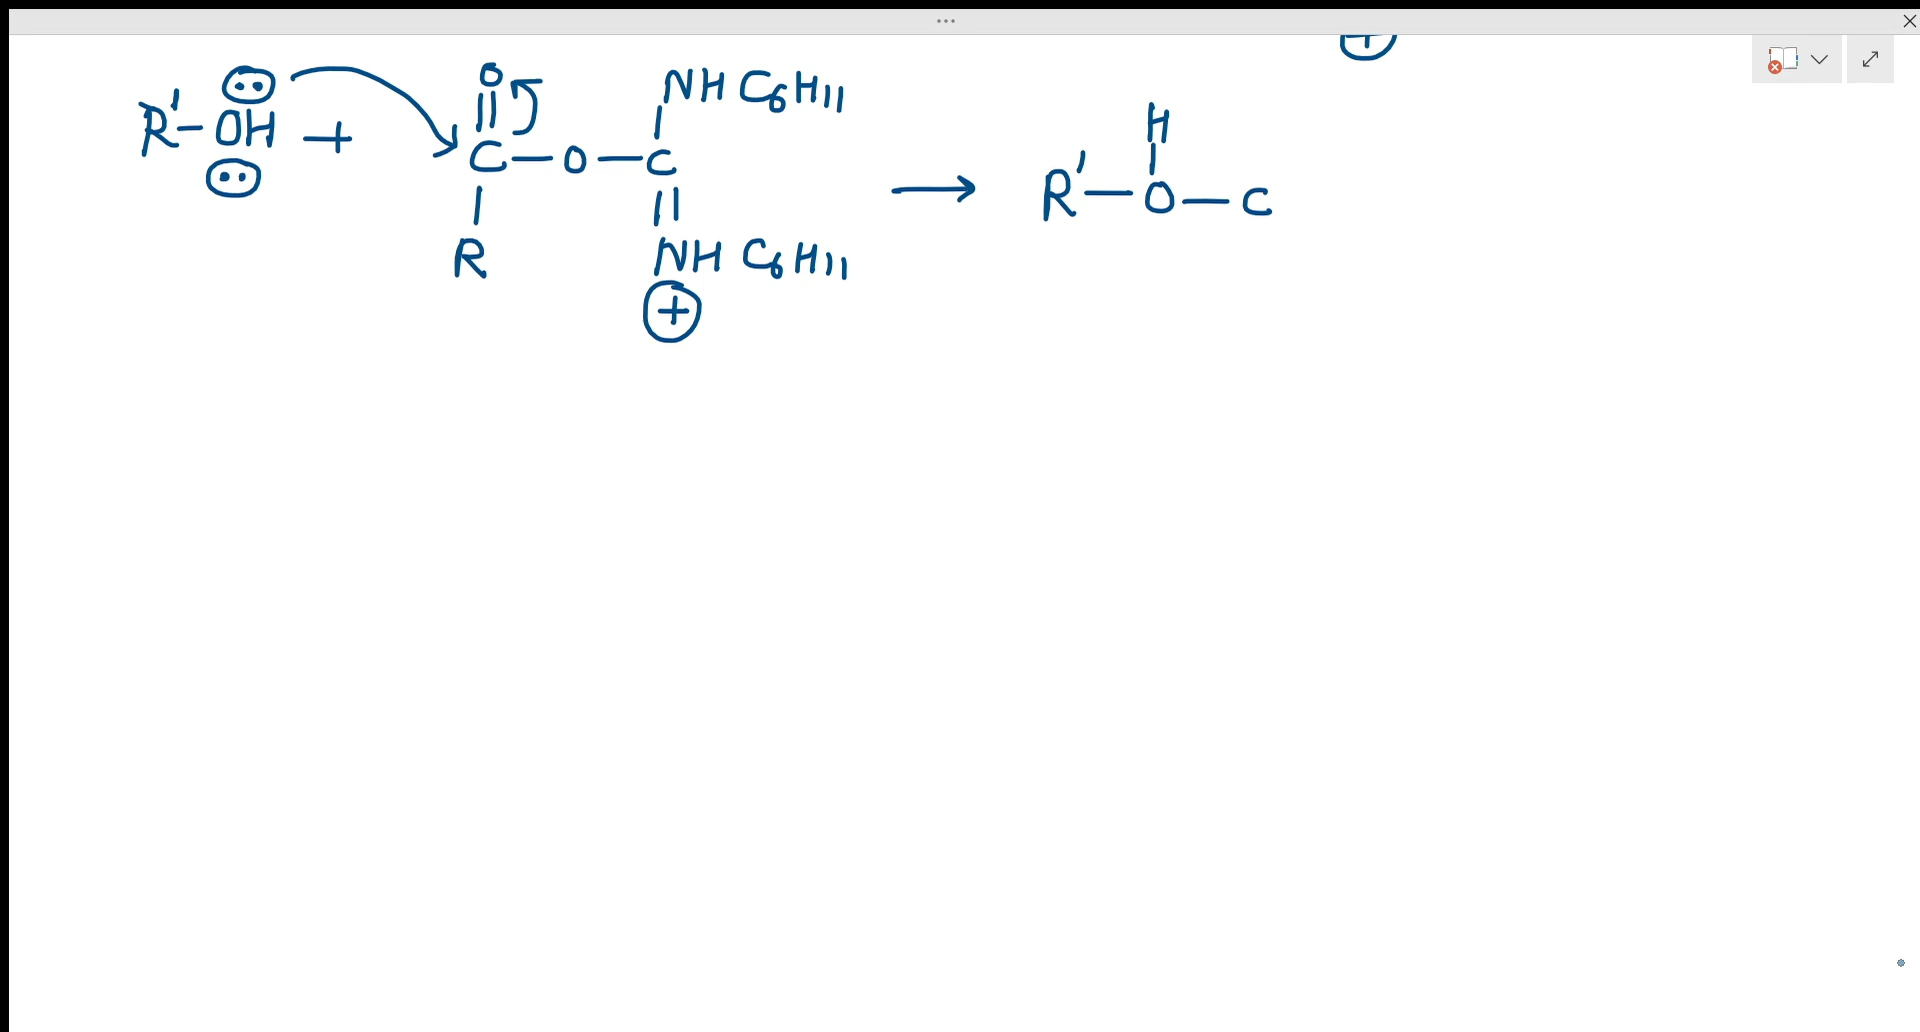 +
O NH C6H11
R'– OH + H
C — O — C
→ R' — O — C
R NH C6H11
+